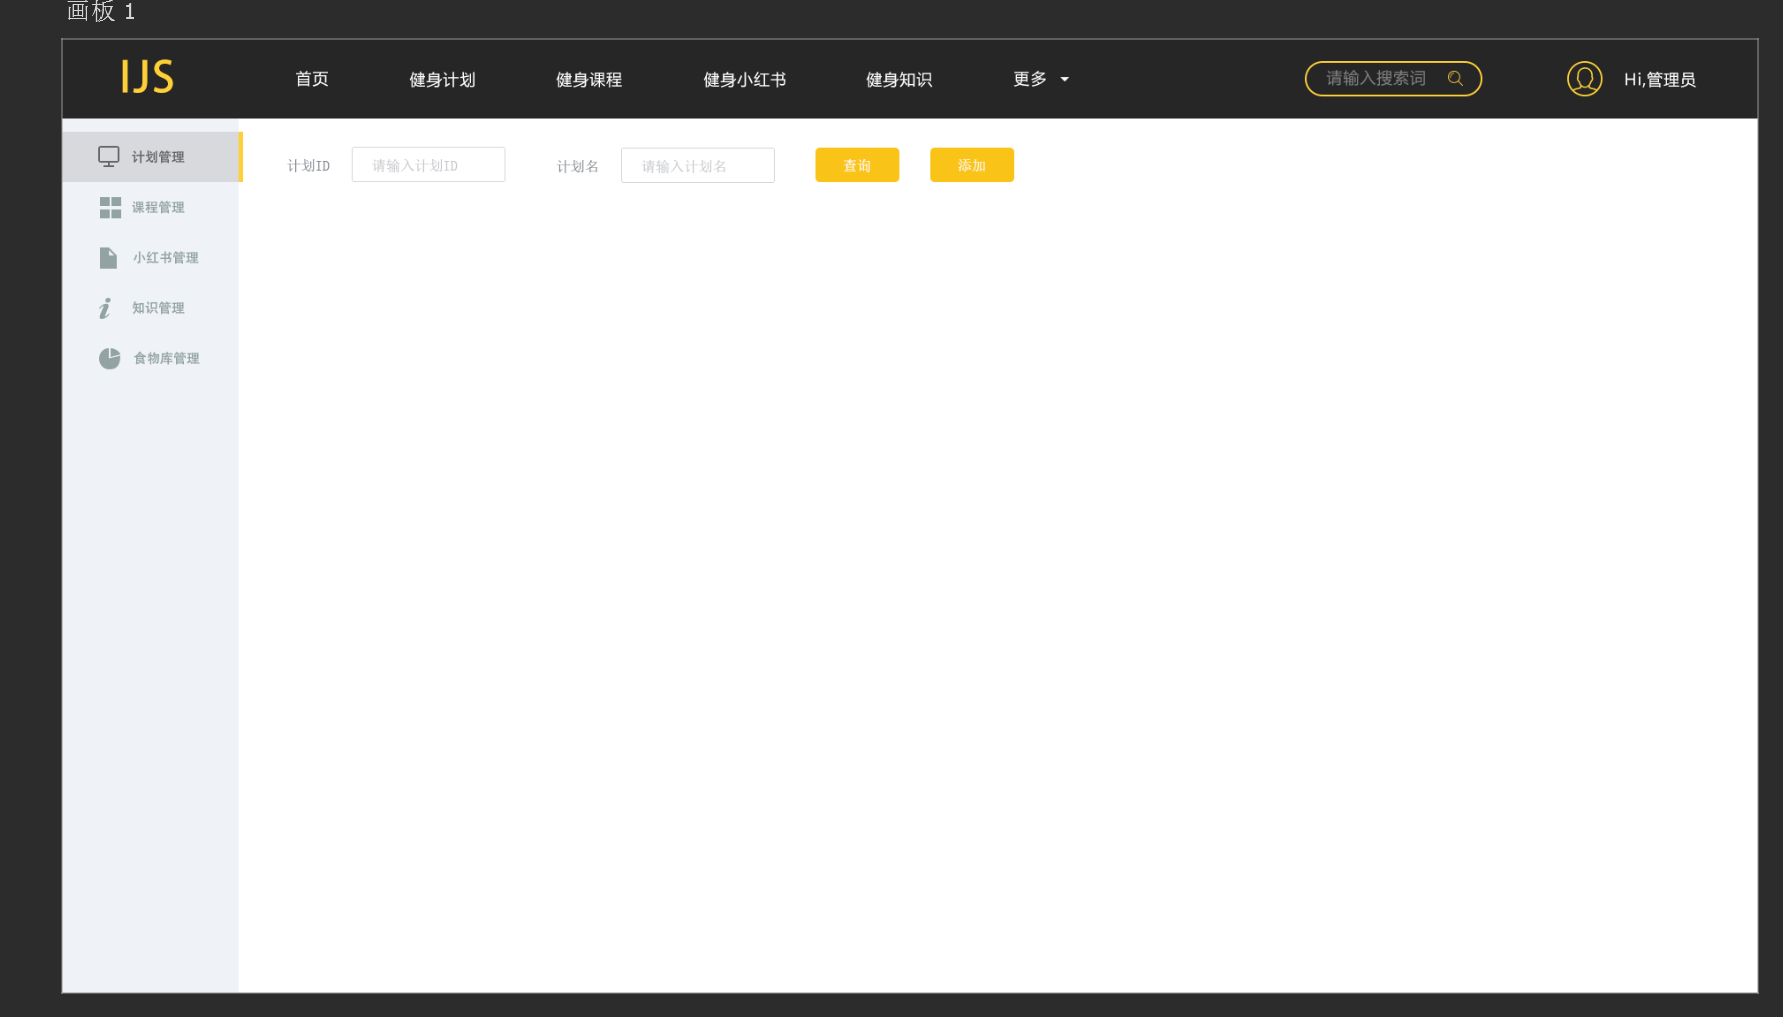 画板 1
IJS 首页 健身计划 健身课程 健身小红书 健身知识 更多 请输入搜索词 Hi,管理员
计划管理
课程管理
小红书管理
知识管理
食物库管理
计划ID 请输入计划ID 计划名 请输入计划名 查询 添加